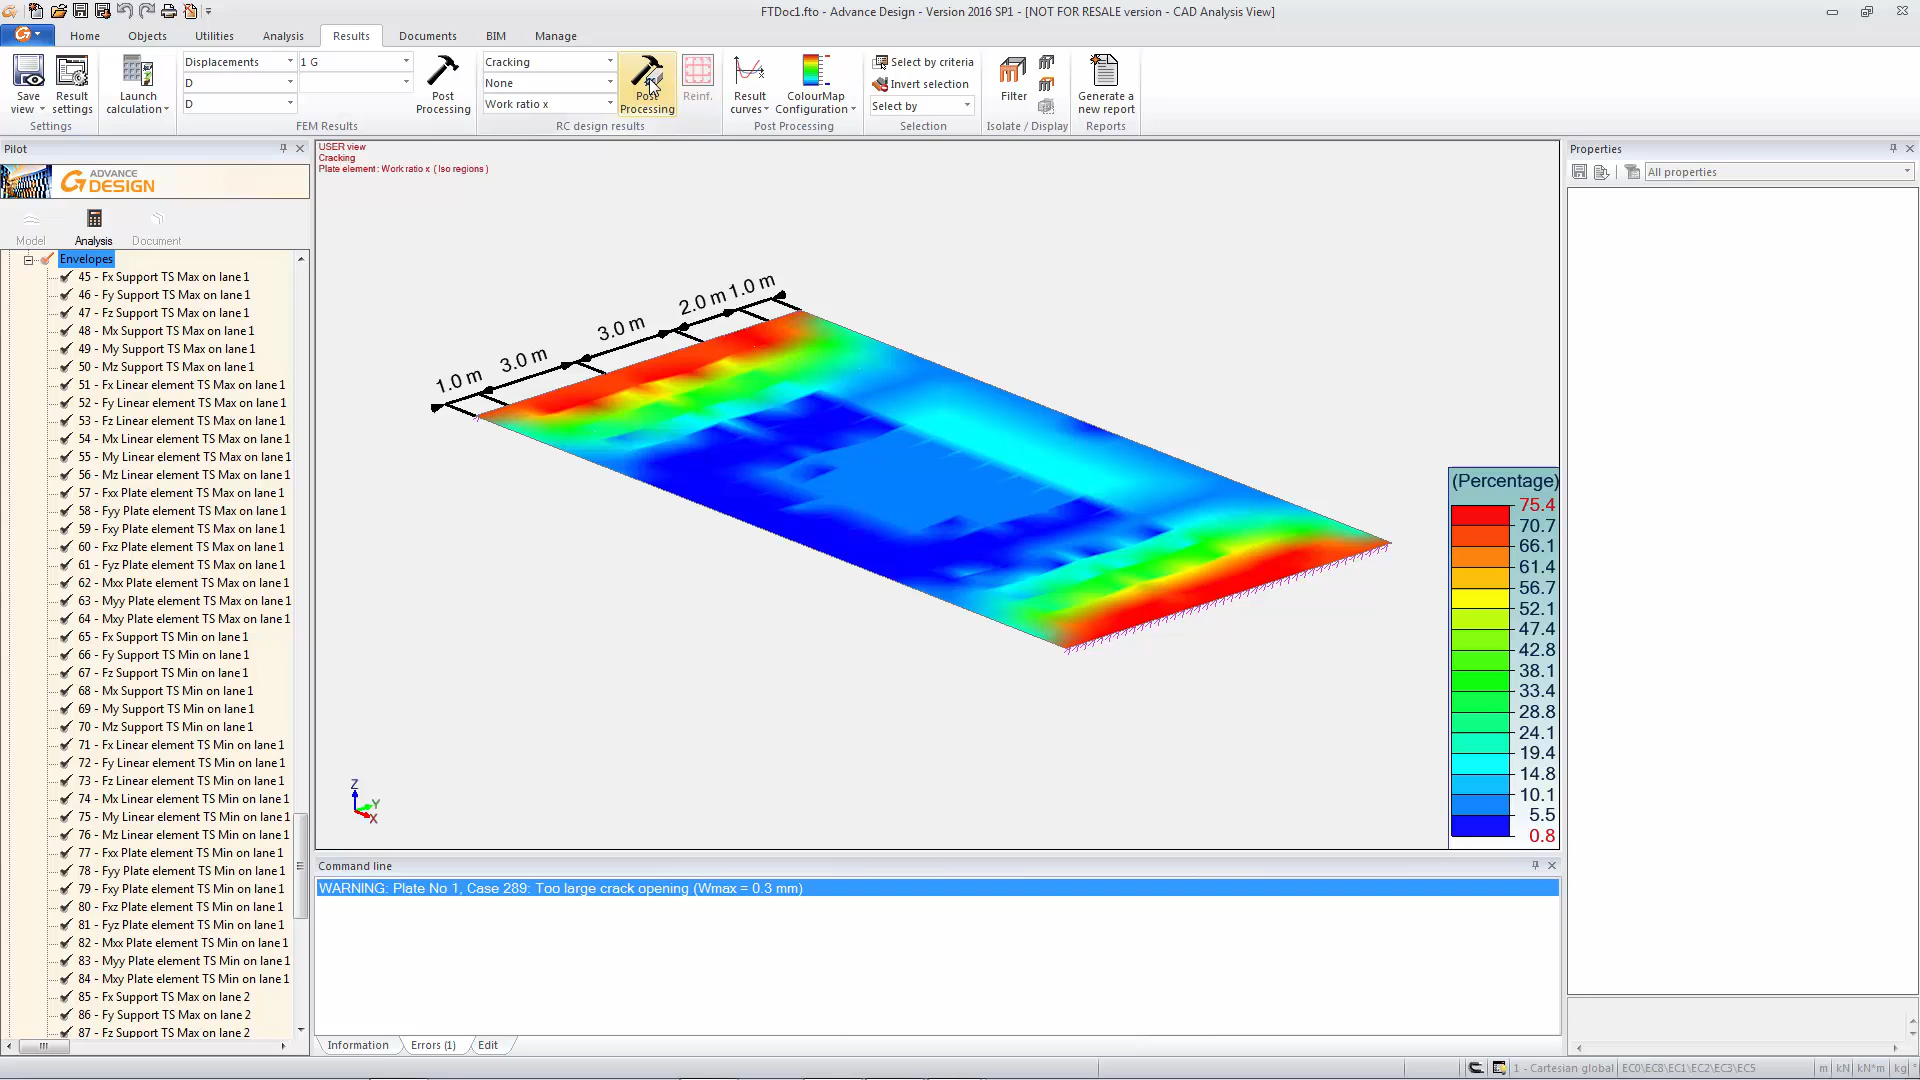 FTDoc1.fto - Advance Design - Version 2016 SP1 - [NOT FOR RESALE version - CAD Analysis View]
Home Objects Utilities Analysis Results Documents BIM Manage
Save view
Result settings
Settings
Launch calculation
Displacements
1 G
D
D
Post Processing
FEM Results
Cracking
None
Work ratio x
Post Processing
Reinf.
RC design results
Result curves
ColourMap Configuration
Post Processing
Select by criteria
Invert selection
Select by
Selection
Filter
Isolate / Display
Generate a new report
Reports
Pilot
ADVANCE
DESIGN
Model Analysis Document
Envelopes
45 - Fx Support TS Max on lane 1
46 - Fy Support TS Max on lane 1
47 - Fz Support TS Max on lane 1
48 - Mx Support TS Max on lane 1
49 - My Support TS Max on lane 1
50 - Mz Support TS Max on lane 1
51 - Fx Linear element TS Max on lane 1
52 - Fy Linear element TS Max on lane 1
53 - Fz Linear element TS Max on lane 1
54 - Mx Linear element TS Max on lane 1
55 - My Linear element TS Max on lane 1
56 - Mz Linear element TS Max on lane 1
57 - Fxx Plate element TS Max on lane 1
58 - Fyy Plate element TS Max on lane 1
59 - Fxy Plate element TS Max on lane 1
60 - Fxz Plate element TS Max on lane 1
61 - Fyz Plate element TS Max on lane 1
62 - Mxx Plate element TS Max on lane 1
63 - Myy Plate element TS Max on lane 1
64 - Mxy Plate element TS Max on lane 1
65 - Fx Support TS Min on lane 1
66 - Fy Support TS Min on lane 1
67 - Fz Support TS Min on lane 1
68 - Mx Support TS Min on lane 1
69 - My Support TS Min on lane 1
70 - Mz Support TS Min on lane 1
71 - Fx Linear element TS Min on lane 1
72 - Fy Linear element TS Min on lane 1
73 - Fz Linear element TS Min on lane 1
74 - Mx Linear element TS Min on lane 1
75 - My Linear element TS Min on lane 1
76 - Mz Linear element TS Min on lane 1
77 - Fxx Plate element TS Min on lane 1
78 - Fyy Plate element TS Min on lane 1
79 - Fxy Plate element TS Min on lane 1
80 - Fxz Plate element TS Min on lane 1
81 - Fyz Plate element TS Min on lane 1
82 - Mxx Plate element TS Min on lane 1
83 - Myy Plate element TS Min on lane 1
84 - Mxy Plate element TS Min on lane 1
85 - Fx Support TS Max on lane 2
86 - Fy Support TS Max on lane 2
87 - Fz Support TS Max on lane 2
USER view
Cracking
Plate element : Work ratio x ( Iso regions )
1.0 m 3.0 m 3.0 m 2.0 m 1.0 m
Z
Y
X
(Percentage)
75.4
70.7
66.1
61.4
56.7
52.1
47.4
42.8
38.1
33.4
28.8
24.1
19.4
14.8
10.1
5.5
0.8
Command line
WARNING: Plate No 1, Case 289: Too large crack opening (Wmax = 0.3 mm)
Information Errors (1) Edit
Properties
All properties
1 - Cartesian global EC0\EC8\EC1\EC2\EC3\EC5 m kN kN*m kg °